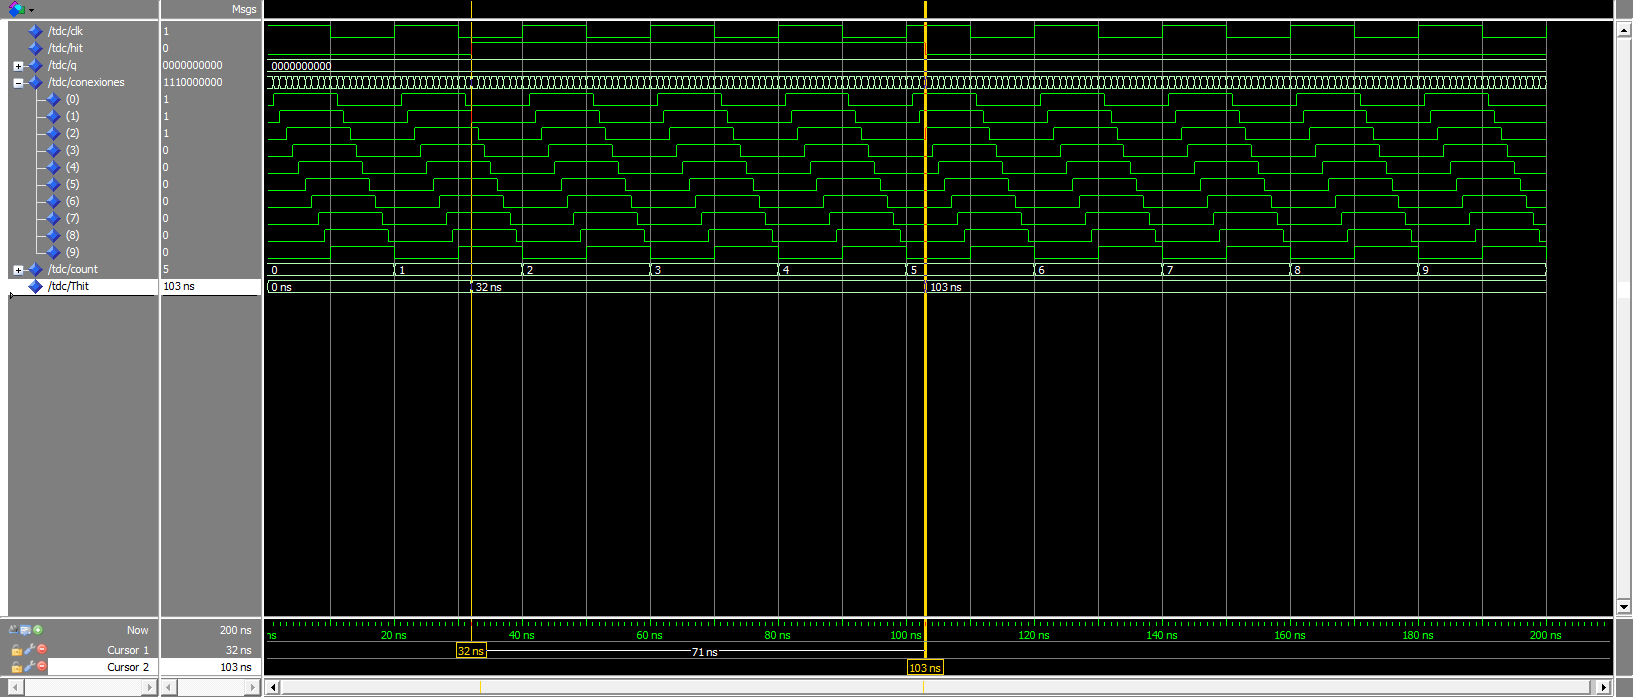 Msgs
/tdc/clk 1
/tdc/hit 0
/tdc/q 0000000000 0000000000
/tdc/conexiones 1110000000
(0) 1
(1) 1
(2) 1
(3) 0
(4) 0
(5) 0
(6) 0
(7) 0
(8) 0
(9) 0
/tdc/count 5 0 1 2 3 4 5 6 7 8 9
/tdc/Thit 103 ns 0 ns 32 ns 103 ns
Now 200 ns ns 20 ns 40 ns 60 ns 80 ns 100 ns 120 ns 140 ns 160 ns 180 ns 200 ns
Cursor 1 32 ns 32 ns 71 ns
Cursor 2 103 ns 103 ns